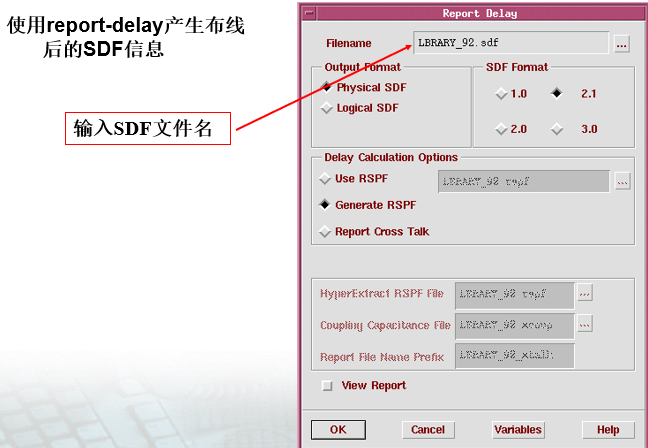 使用report-delay产生布线
后的SDF信息
输入SDF文件名
Report Delay
Filename
LBRARY_92.sdf
...
Output Format
Physical SDF
Logical SDF
SDF Format
1.0
2.1
2.0
3.0
Delay Calculation Options
Use RSPF
LBRARY_92 rspf
...
Generate RSPF
Report Cross Talk
HyperExtract RSPF File
LBRARY_92 rspf
...
Coupling Capacitance File
LBRARY_92 xcoup
...
Report File Name Prefix
LBRARY_92_xtalk
View Report
OK
Cancel
Variables
Help